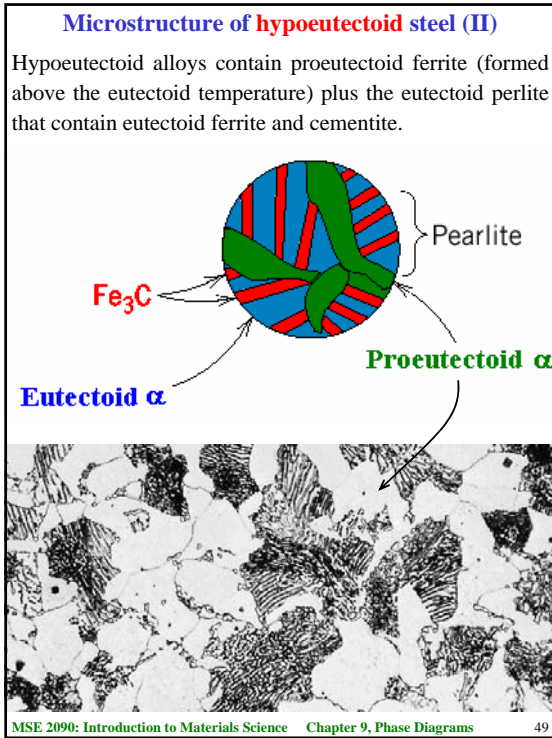 Microstructure of hypoeutectoid steel (II)
Hypoeutectoid alloys contain proeutectoid ferrite (formed
above the eutectoid temperature) plus the eutectoid perlite
that contain eutectoid ferrite and cementite.
Pearlite
Fe₃C
Proeutectoid α
Eutectoid α
MSE 2090: Introduction to Materials Science Chapter 9, Phase Diagrams 49